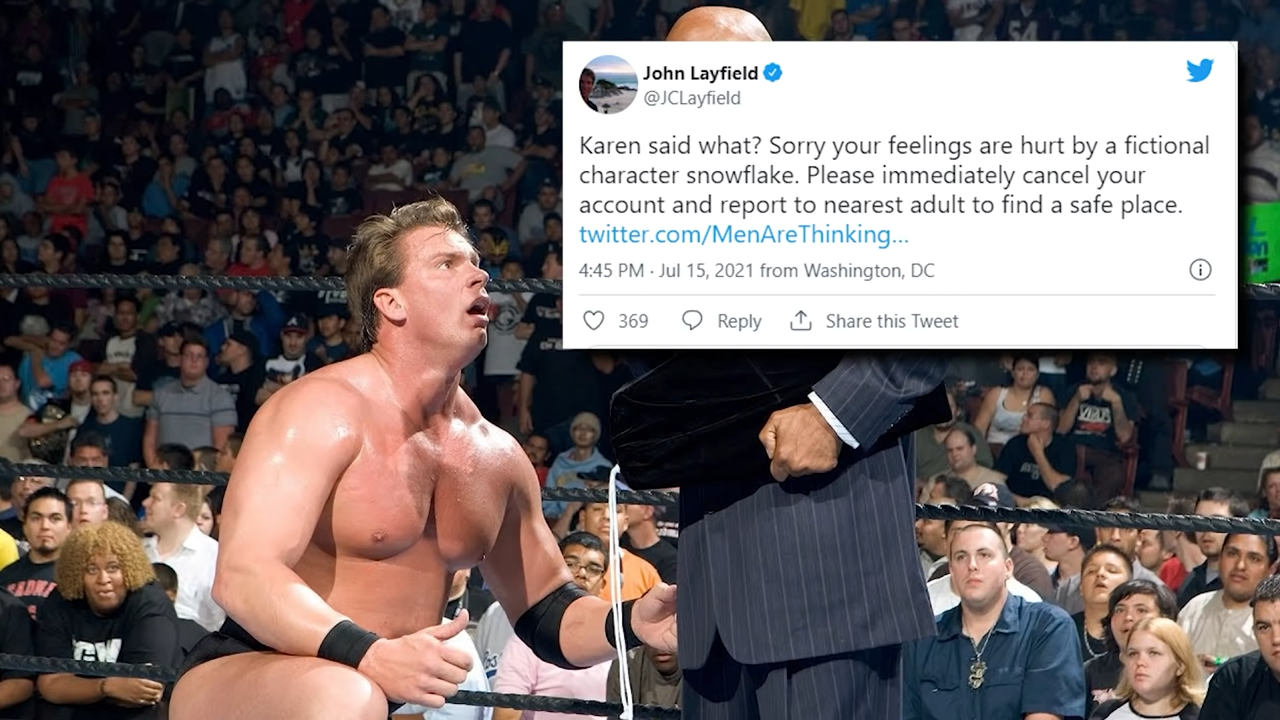 John Layfield
@JCLayfield
Karen said what? Sorry your feelings are hurt by a fictional
character snowflake. Please immediately cancel your
account and report to nearest adult to find a safe place.
twitter.com/MenAreThinking...
4:45 PM · Jul 15, 2021 from Washington, DC
369 Reply Share this Tweet
54